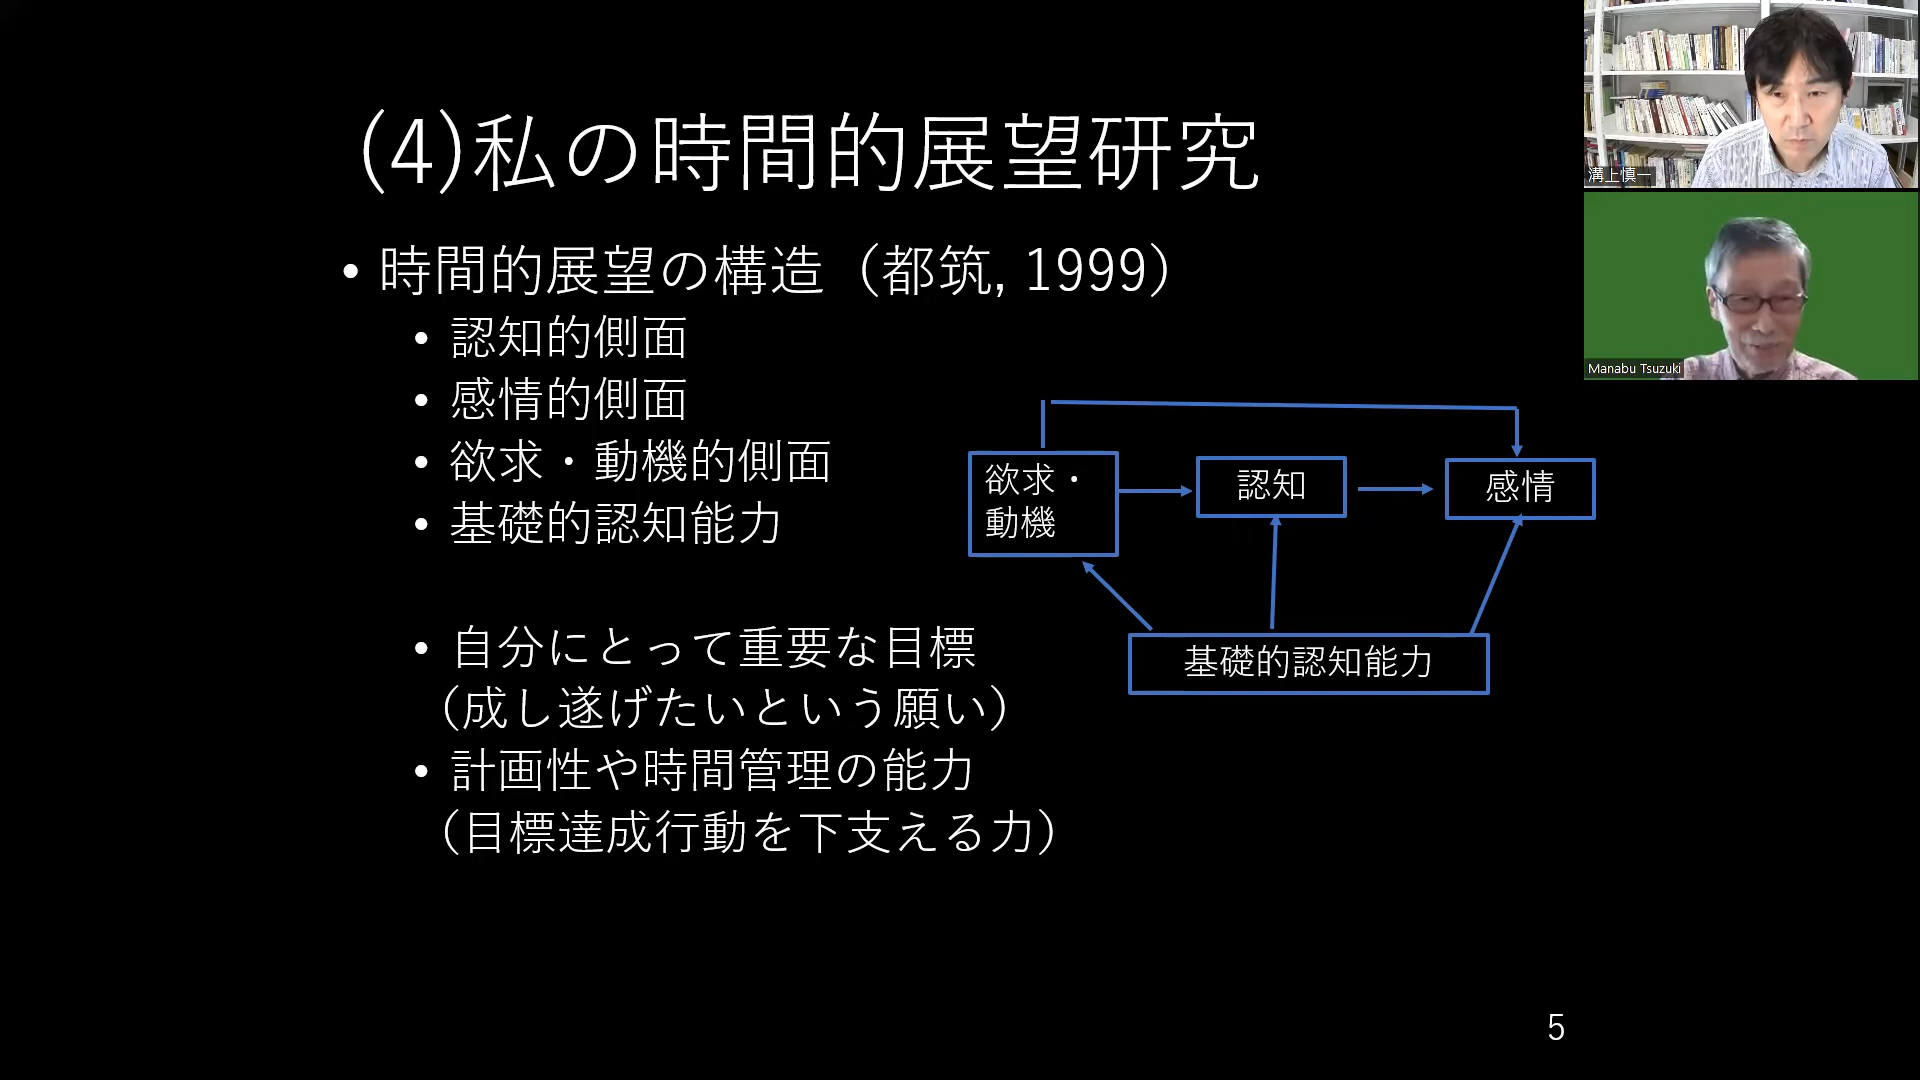 (4)私の時間的展望研究
• 時間的展望の構造（都筑, 1999）
• 認知的側面
• 感情的側面
• 欲求・動機的側面
• 基礎的認知能力
• 自分にとって重要な目標
（成し遂げたいという願い）
• 計画性や時間管理の能力
（目標達成行動を下支える力）
欲求・
動機
認知
感情
基礎的認知能力
5
溝上慎一
Manabu Tsuzuki